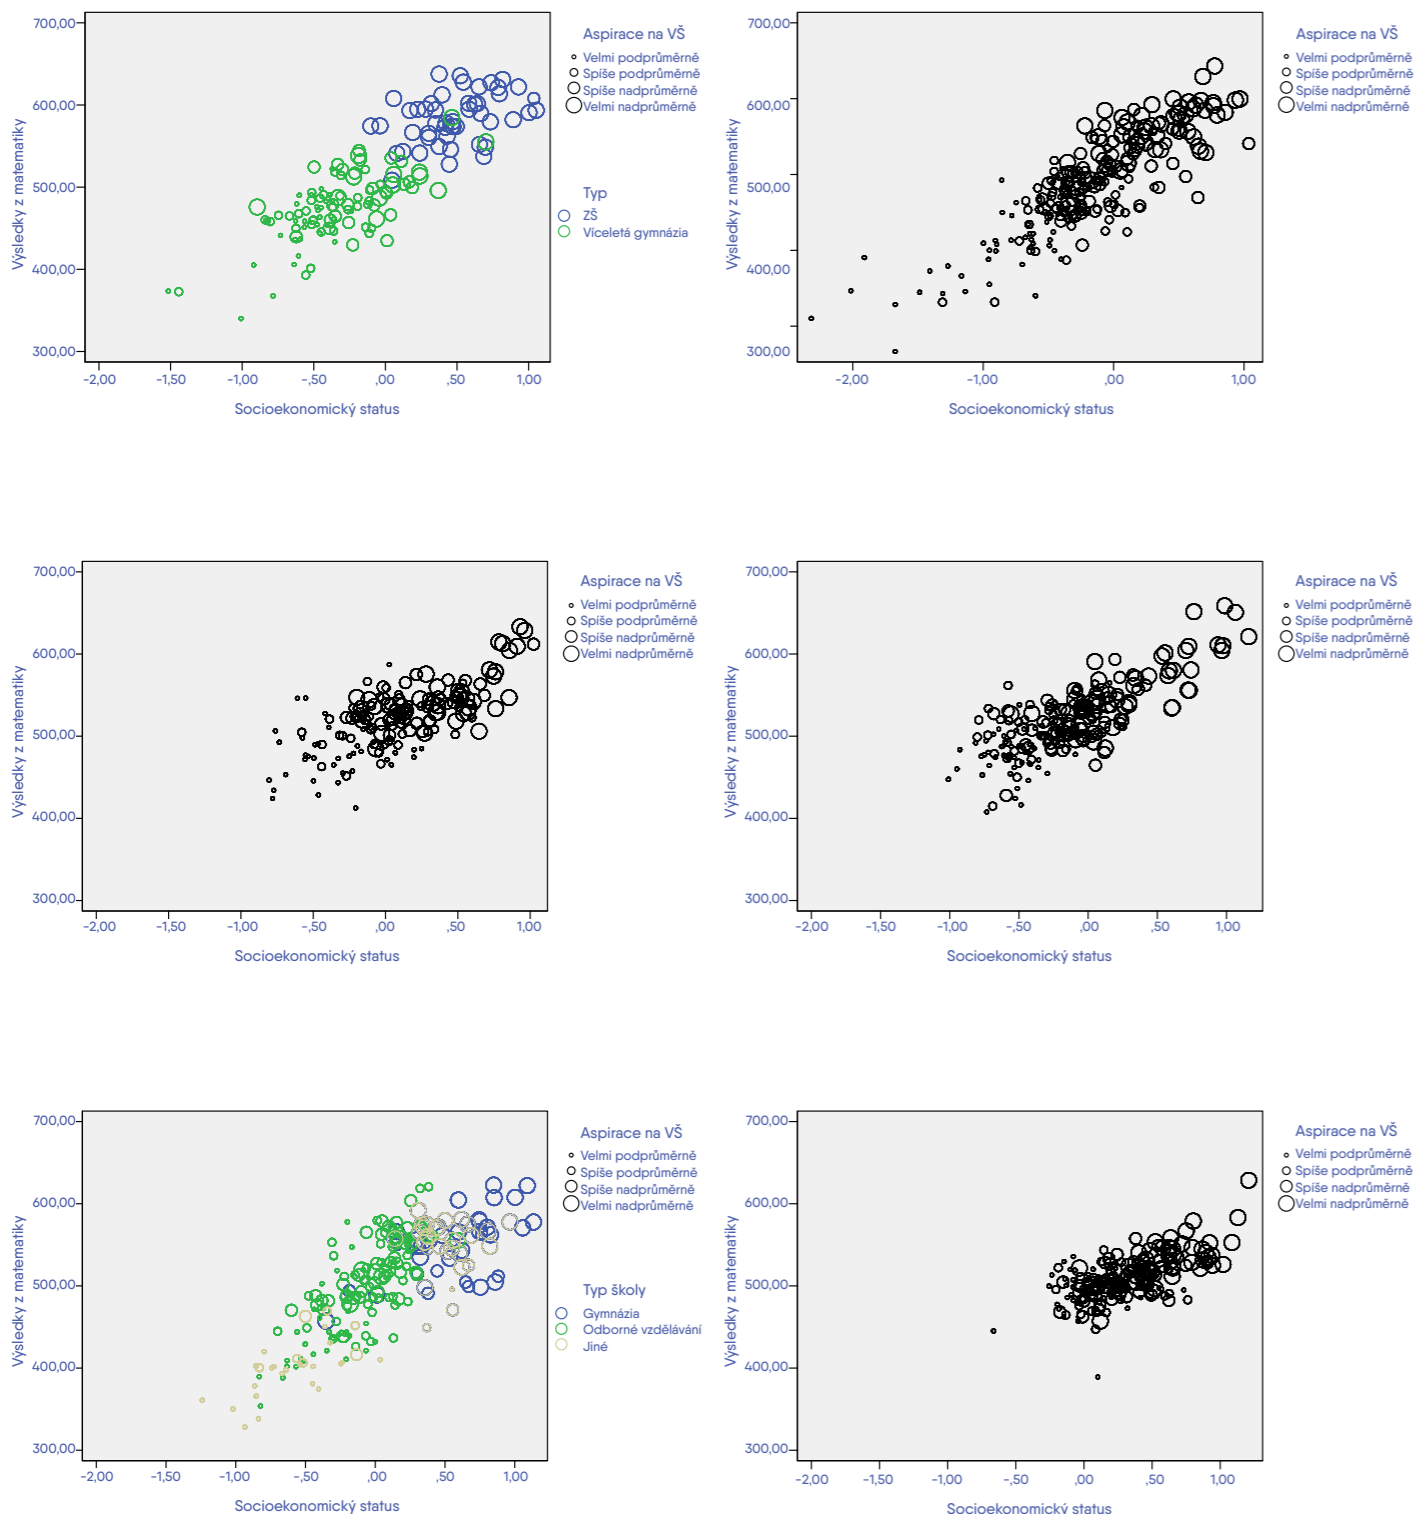 700,00
600,00
500,00
400,00
300,00
Výsledky z matematiky
-2,00 -1,50 -1,00 -,50 ,00 ,50 1,00
Socioekonomický status
Aspirace na VŠ
Velmi podprůměrně
Spíše podprůměrně
Spíše nadprůměrně
Velmi nadprůměrně
Typ
ZŠ
Víceletá gymnázia
700,00
600,00
500,00
400,00
300,00
Výsledky z matematiky
-2,00 -1,00 ,00 1,00
Socioekonomický status
Aspirace na VŠ
Velmi podprůměrně
Spíše podprůměrně
Spíše nadprůměrně
Velmi nadprůměrně
700,00
600,00
500,00
400,00
300,00
Výsledky z matematiky
-2,00 -1,50 -1,00 -,50 ,00 ,50 1,00
Socioekonomický status
Aspirace na VŠ
Velmi podprůměrně
Spíše podprůměrně
Spíše nadprůměrně
Velmi nadprůměrně
700,00
600,00
500,00
400,00
300,00
Výsledky z matematiky
-2,00 -1,50 -1,00 -,50 ,00 ,50 1,00
Socioekonomický status
Aspirace na VŠ
Velmi podprůměrně
Spíše podprůměrně
Spíše nadprůměrně
Velmi nadprůměrně
700,00
600,00
500,00
400,00
300,00
Výsledky z matematiky
-2,00 -1,50 -1,00 -,50 ,00 ,50 1,00
Socioekonomický status
Aspirace na VŠ
Velmi podprůměrně
Spíše podprůměrně
Spíše nadprůměrně
Velmi nadprůměrně
Typ školy
Gymnázia
Odborné vzdělávání
Jiné
700,00
600,00
500,00
400,00
300,00
Výsledky z matematiky
-2,00 -1,50 -1,00 -,50 ,00 ,50 1,00
Socioekonomický status
Aspirace na VŠ
Velmi podprůměrně
Spíše podprůměrně
Spíše nadprůměrně
Velmi nadprůměrně